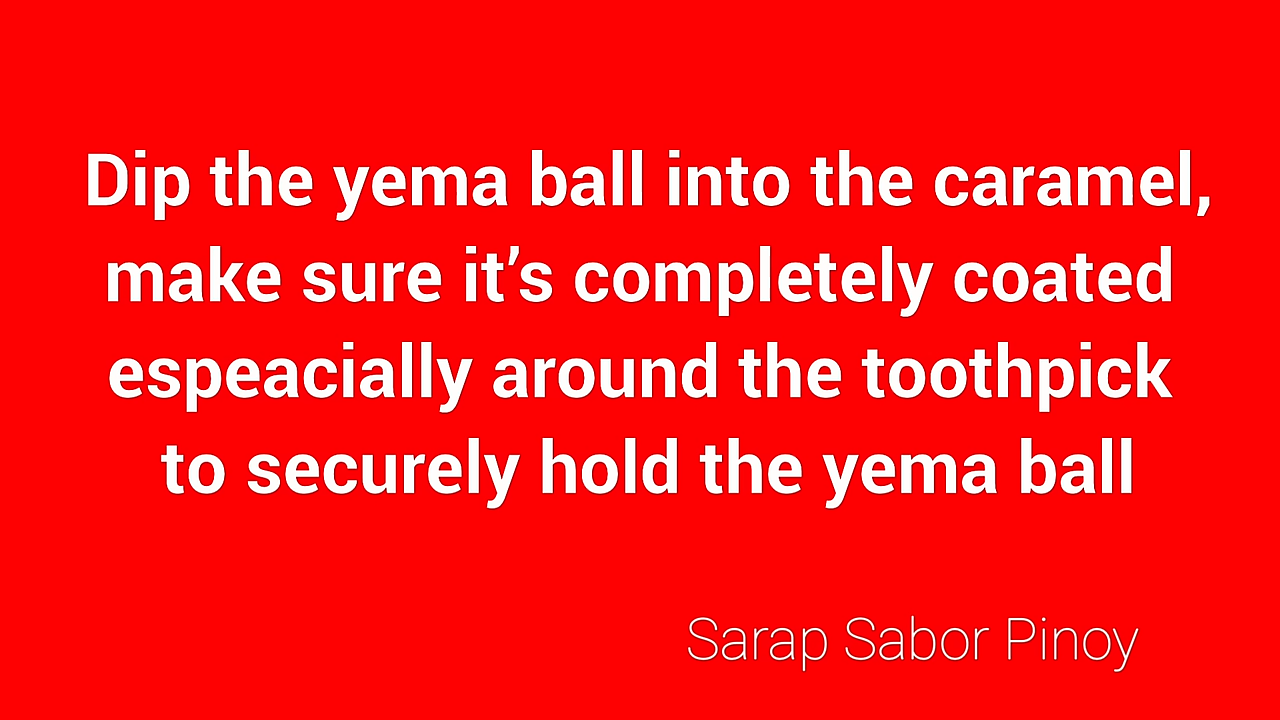 Dip the yema ball into the caramel,
make sure it’s completely coated
espeacially around the toothpick
to securely hold the yema ball
Sarap Sabor Pinoy